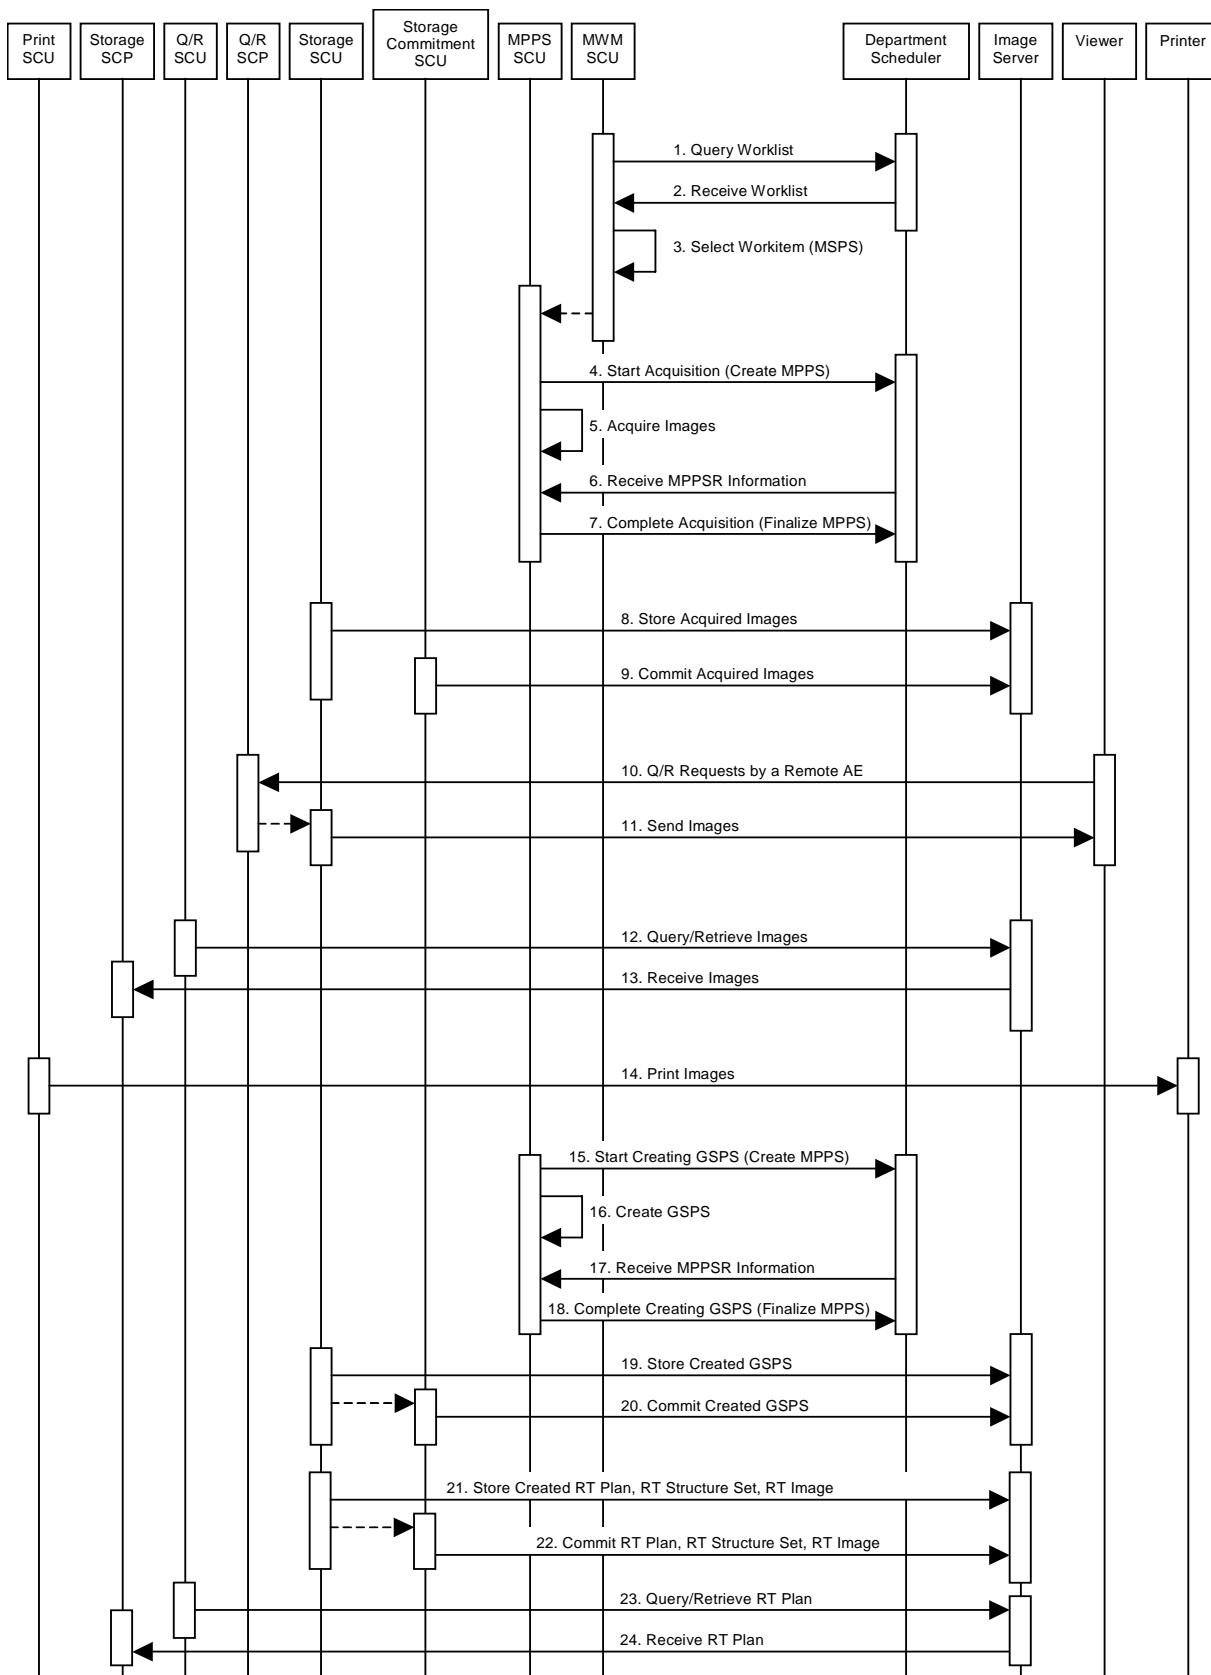 Print
SCU
Storage
SCP
Q/R
SCU
Q/R
SCP
Storage
SCU
Storage
Commitment
SCU
MPPS
SCU
MWM
SCU
Department
Scheduler
Image
Server
Viewer
Printer
1. Query Worklist
2. Receive Worklist
3. Select Workitem (MSPS)
4. Start Acquisition (Create MPPS)
5. Acquire Images
6. Receive MPPSR Information
7. Complete Acquisition (Finalize MPPS)
8. Store Acquired Images
9. Commit Acquired Images
10. Q/R Requests by a Remote AE
11. Send Images
12. Query/Retrieve Images
13. Receive Images
14. Print Images
15. Start Creating GSPS (Create MPPS)
16. Create GSPS
17. Receive MPPSR Information
18. Complete Creating GSPS (Finalize MPPS)
19. Store Created GSPS
20. Commit Created GSPS
21. Store Created RT Plan, RT Structure Set, RT Image
22. Commit RT Plan, RT Structure Set, RT Image
23. Query/Retrieve RT Plan
24. Receive RT Plan